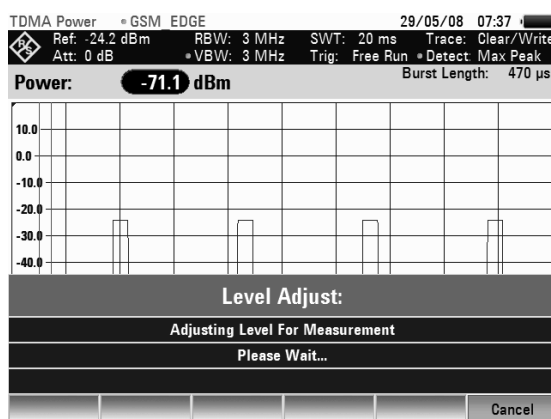 TDMA Power GSM_EDGE 29/05/08 07:37
Ref: -24.2 dBm RBW: 3 MHz SWT: 20 ms Trace: Clear/Write
Att: 0 dB VBW: 3 MHz Trig: Free Run Detect: Max Peak
Power: -71.1 dBm Burst Length: 470 µs
10.0
0.0
-10.0
-20.0
-30.0
-40.0
Level Adjust:
Adjusting Level For Measurement
Please Wait...
Cancel